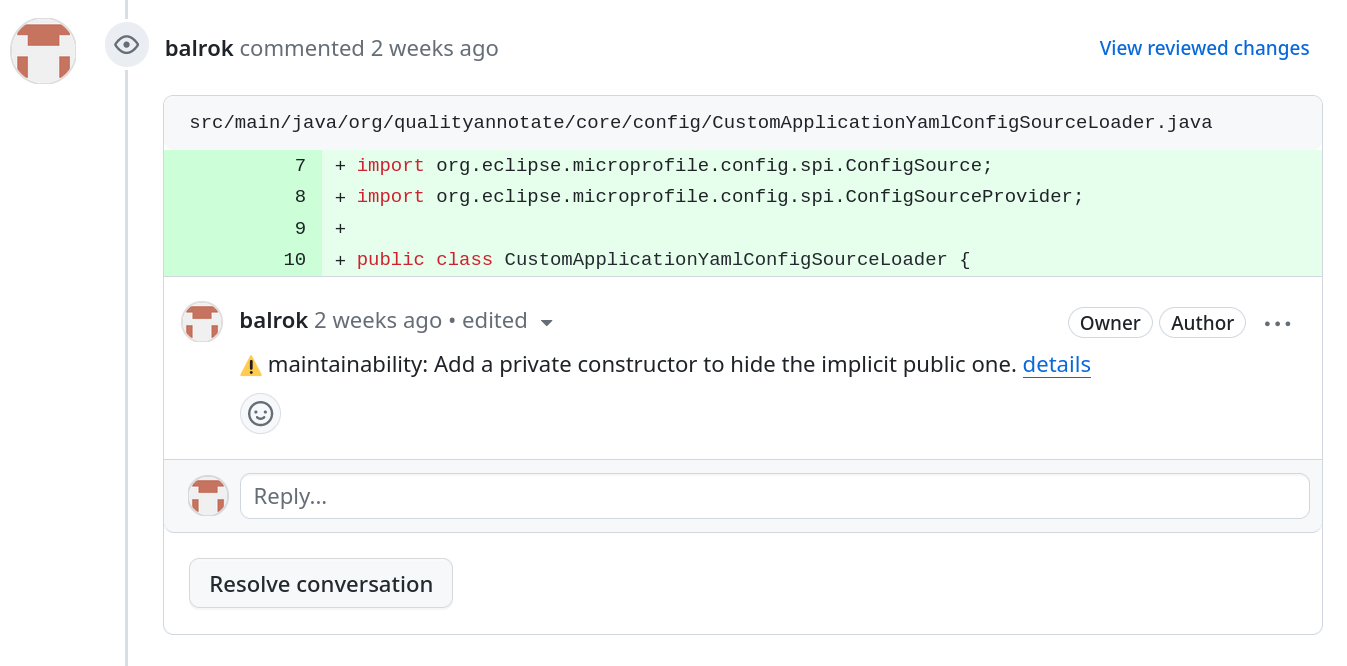 balrok commented 2 weeks ago
View reviewed changes
src/main/java/org/qualityannotate/core/config/CustomApplicationYamlConfigSourceLoader.java
7 + import org.eclipse.microprofile.config.spi.ConfigSource;
8 + import org.eclipse.microprofile.config.spi.ConfigSourceProvider;
9 +
10 + public class CustomApplicationYamlConfigSourceLoader {
balrok 2 weeks ago • edited
Owner Author
⚠️ maintainability: Add a private constructor to hide the implicit public one. details
Reply...
Resolve conversation